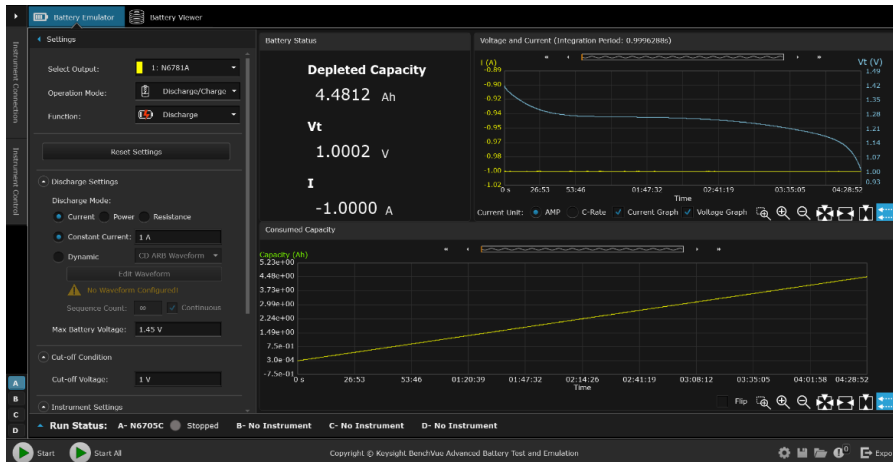 Battery Emulator
Battery Viewer
Instrument Connection
Instrument Control
Settings
Select Output: 1: N6781A
Operation Mode: Discharge/Charge
Function: Discharge
Reset Settings
Discharge Settings
Discharge Mode:
Current Power Resistance
Constant Current: 1 A
Dynamic CD ARB Waveform
Edit Waveform
No Waveform Configured!
Sequence Count: ∞ Continuous
Max Battery Voltage: 1.45 V
Cut-off Condition
Cut-off Voltage: 1 V
Instrument Settings
Battery Status
Depleted Capacity
4.4812 Ah
Vt
1.0002 V
I
-1.0000 A
Voltage and Current (Integration Period: 0.9996288s)
I (A) Vt (V)
-0.89 1.49
-0.90 1.42
-0.92 1.35
-0.94 1.28
-0.95 1.21
-0.97 1.14
-0.98 1.07
-1.00 1.00
-1.02 0.93
0 s 26:53 53:46 01:47:32 02:41:19 03:35:05 04:28:52
Time
Current Unit: AMP C-Rate Current Graph Voltage Graph
Consumed Capacity
Capacity (Ah)
5.23e+00
4.48e+00
3.73e+00
2.99e+00
2.24e+00
1.49e+00
7.5e-01
3.0e-04
-7.5e-01
0 s 26:53 53:46 01:20:39 01:47:32 02:14:26 02:41:19 03:08:12 03:35:05 04:01:58 04:28:52
Time
Flip
A
B
C
D
Run Status: A- N6705C Stopped B- No Instrument C- No Instrument D- No Instrument
Start Start All Copyright © Keysight BenchVue Advanced Battery Test and Emulation 0 Expo